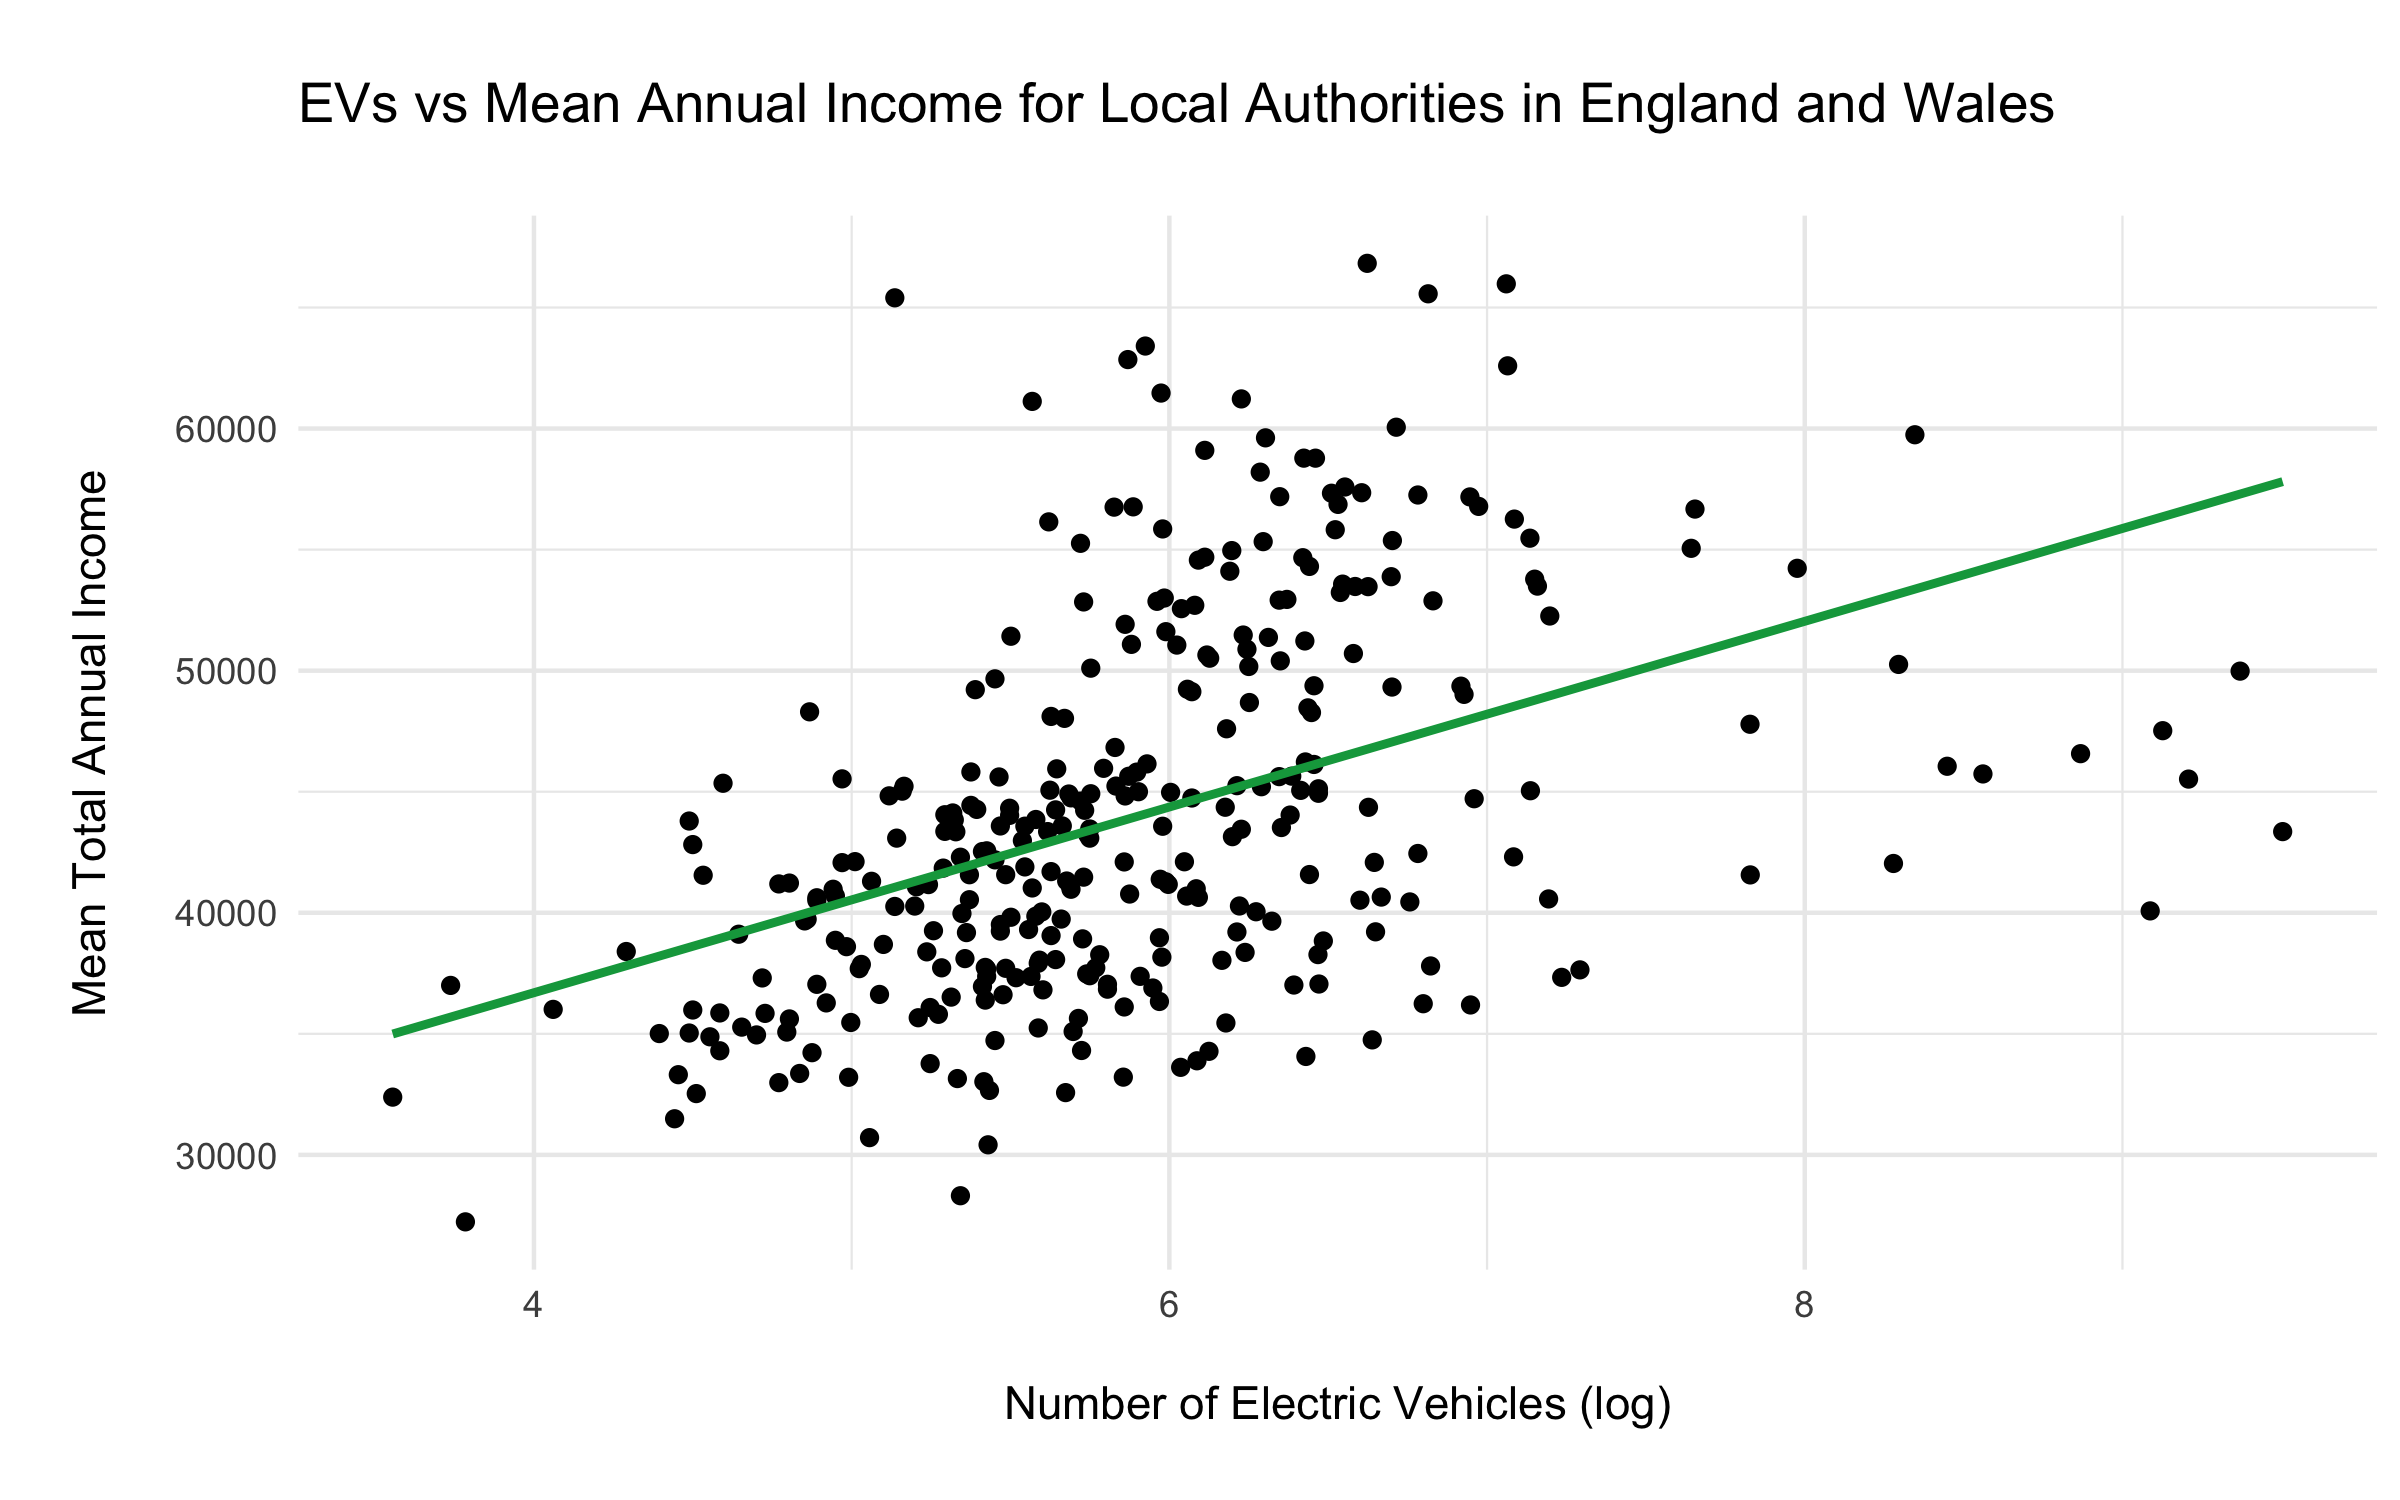 EVs vs Mean Annual Income for Local Authorities in England and Wales
Mean Total Annual Income
60000
50000
40000
30000
4
6
8
Number of Electric Vehicles (log)